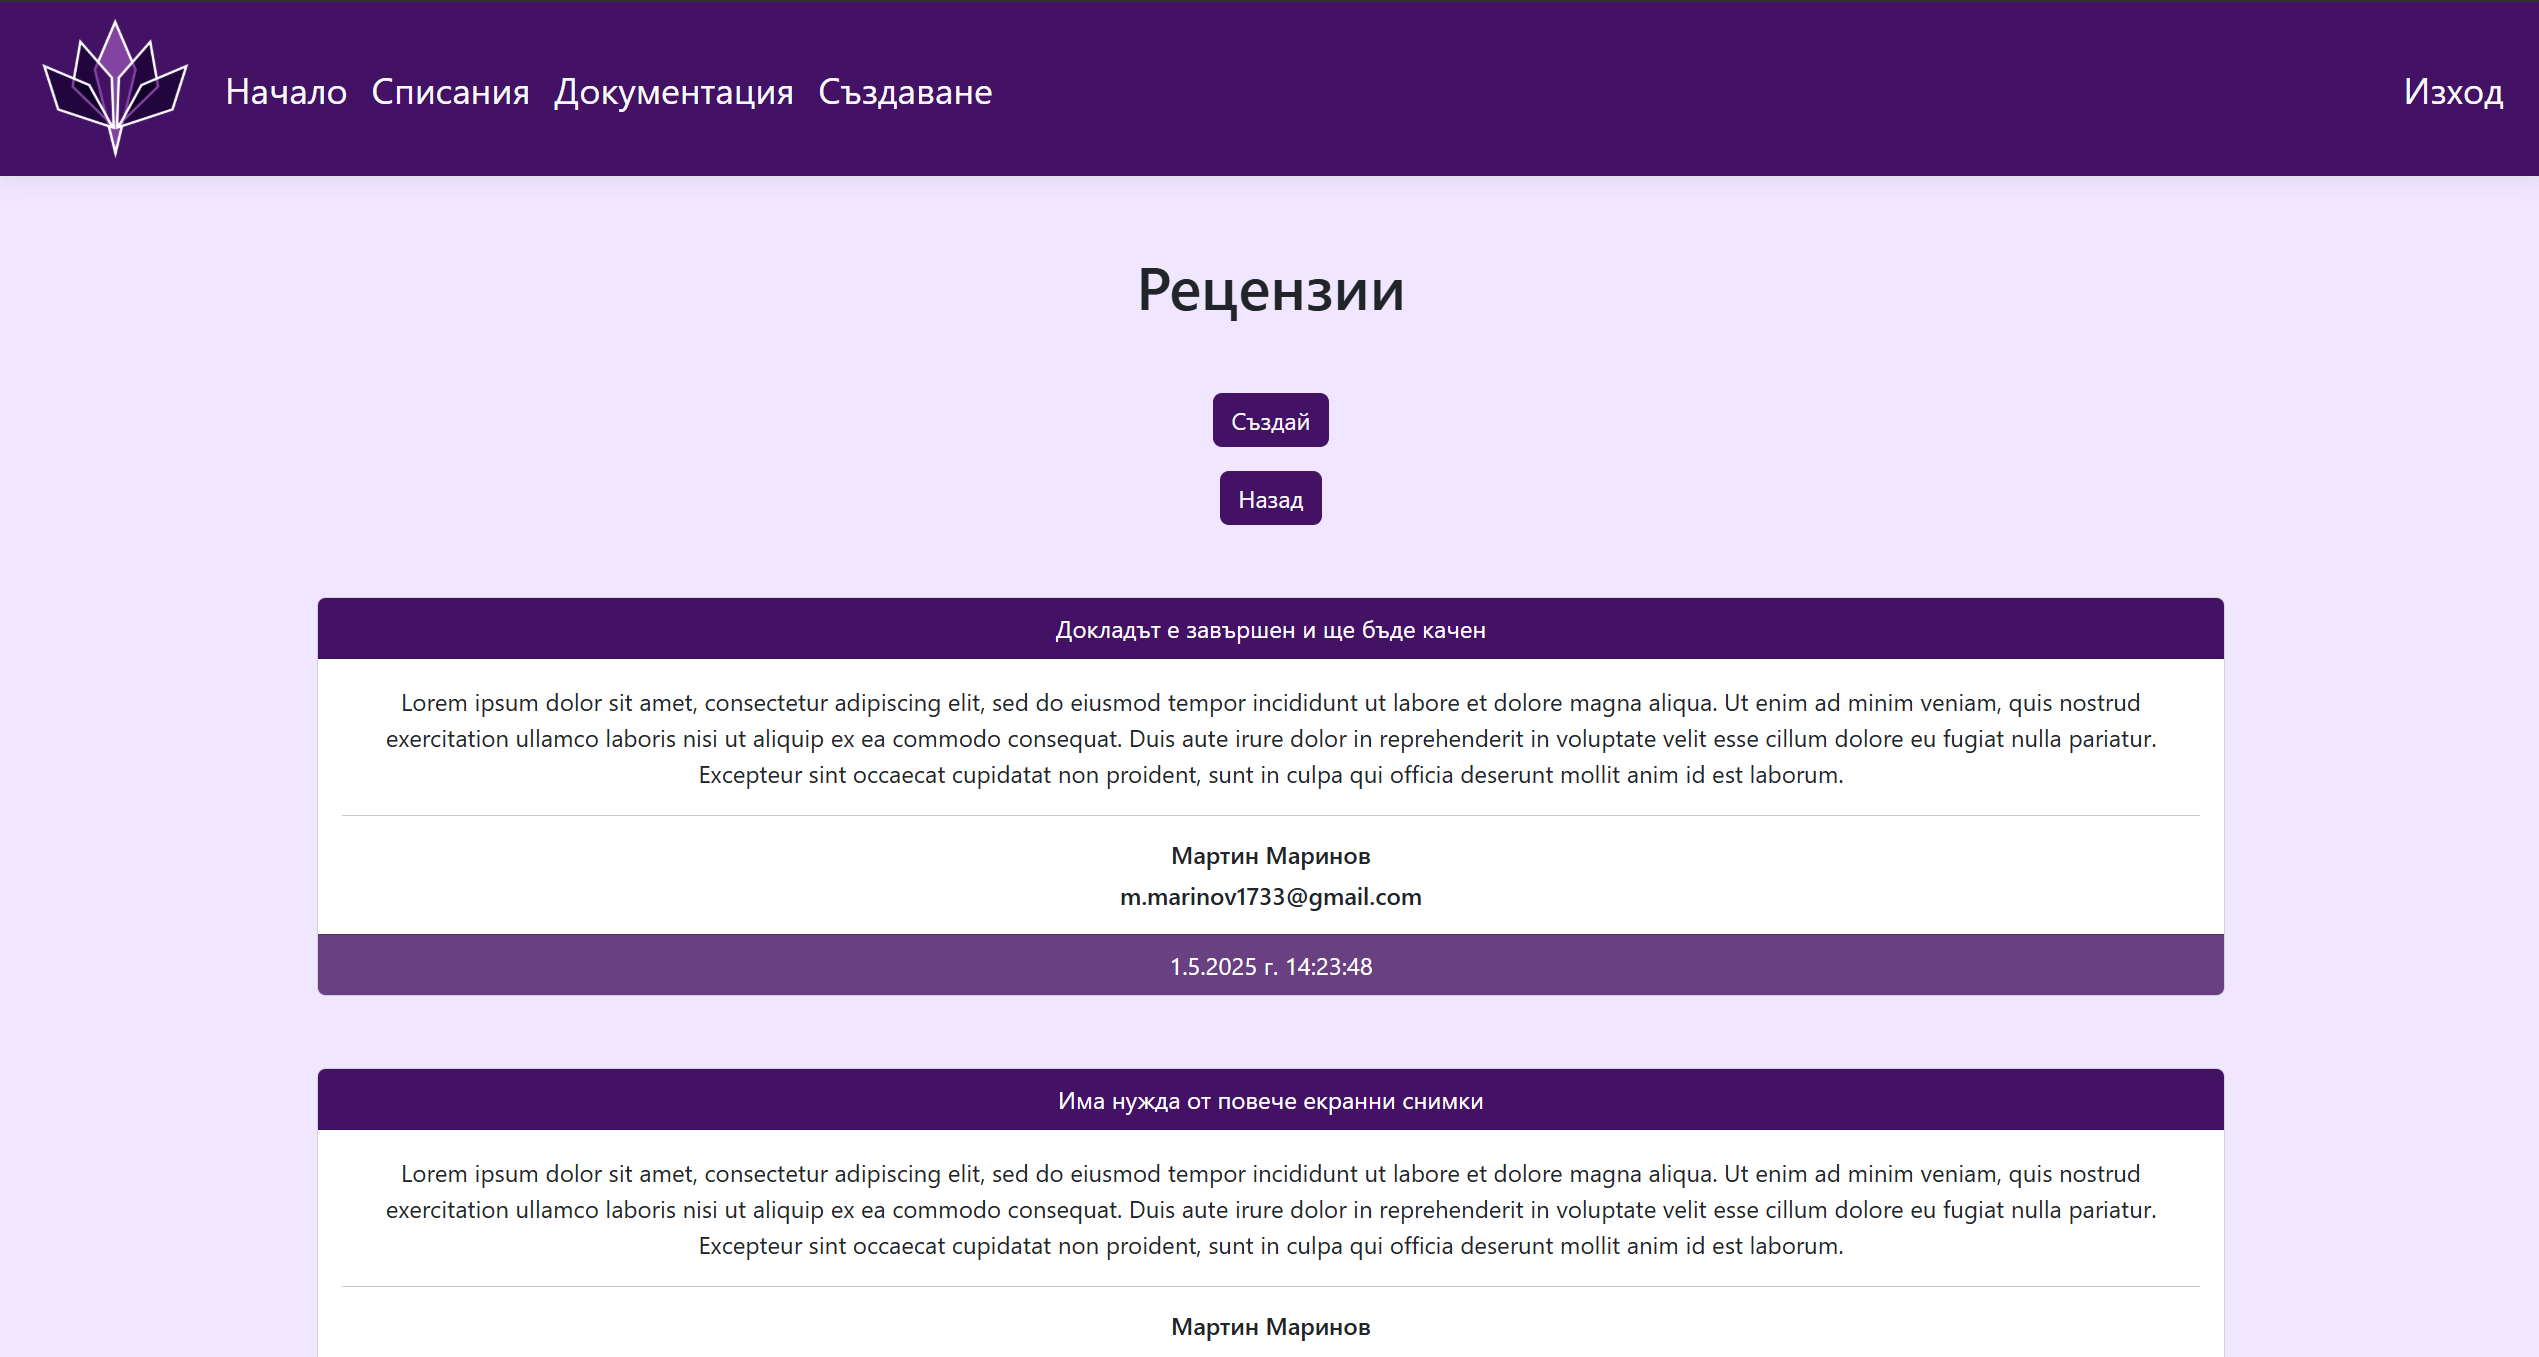 Начало Списания Документация Създаване Изход
Рецензии
Създай
Назад
Докладът е завършен и ще бъде качен
Lorem ipsum dolor sit amet, consectetur adipiscing elit, sed do eiusmod tempor incididunt ut labore et dolore magna aliqua. Ut enim ad minim veniam, quis nostrud
exercitation ullamco laboris nisi ut aliquip ex ea commodo consequat. Duis aute irure dolor in reprehenderit in voluptate velit esse cillum dolore eu fugiat nulla pariatur.
Excepteur sint occaecat cupidatat non proident, sunt in culpa qui officia deserunt mollit anim id est laborum.
Мартин Маринов
m.marinov1733@gmail.com
1.5.2025 г. 14:23:48
Има нужда от повече екранни снимки
Lorem ipsum dolor sit amet, consectetur adipiscing elit, sed do eiusmod tempor incididunt ut labore et dolore magna aliqua. Ut enim ad minim veniam, quis nostrud
exercitation ullamco laboris nisi ut aliquip ex ea commodo consequat. Duis aute irure dolor in reprehenderit in voluptate velit esse cillum dolore eu fugiat nulla pariatur.
Excepteur sint occaecat cupidatat non proident, sunt in culpa qui officia deserunt mollit anim id est laborum.
Мартин Маринов